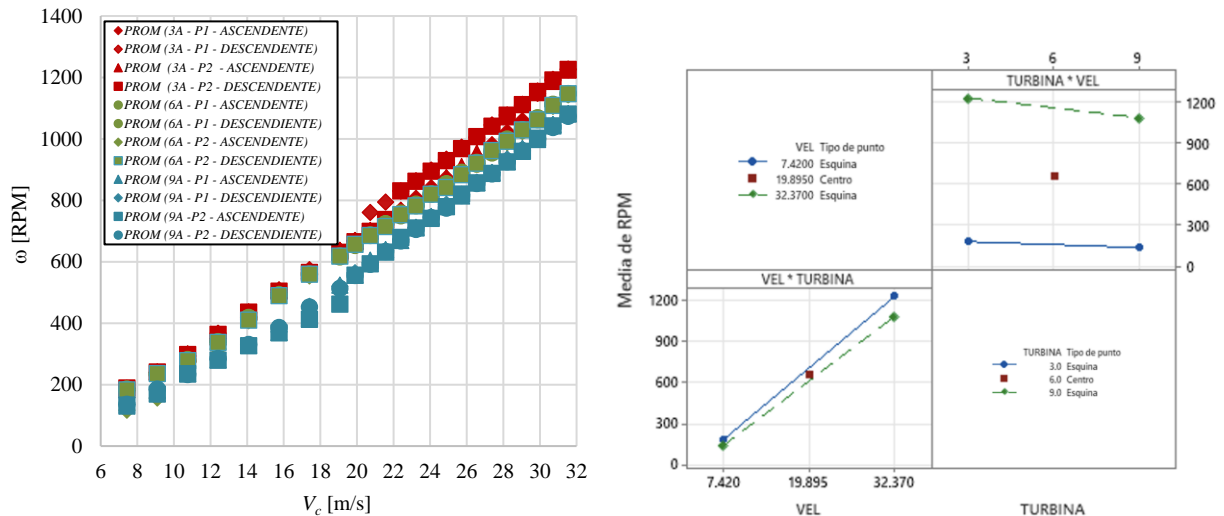 1400
1200
1000
800
600
400
200
0
ω [RPM]
PROM (3A - P1 - ASCENDENTE)
PROM (3A - P1 - DESCENDENTE)
PROM (3A - P2 - ASCENDENTE)
PROM (3A - P2 - DESCENDENTE)
PROM (6A - P1 - ASCENDENTE)
PROM (6A - P1 - DESCENDIENTE)
PROM (6A - P2 - ASCENDENTE)
PROM (6A - P2 - DESCENDIENTE)
PROM (9A - P1 - ASCENDENTE)
PROM (9A - P1 - DESCENDIENTE)
PROM (9A -P2 - ASCENDENTE)
PROM (9A - P2 - DESCENDIENTE)
6 8 10 12 14 16 18 20 22 24 26 28 30 32
V_c [m/s]
3 6 9
TURBINA * VEL
1200
900
600
300
0
VEL Tipo de punto
7.4200 Esquina
19.8950 Centro
32.3700 Esquina
Media de RPM
VEL * TURBINA
1200
900
600
300
0
TURBINA Tipo de punto
3.0 Esquina
6.0 Centro
9.0 Esquina
7.420 19.895 32.370
VEL TURBINA